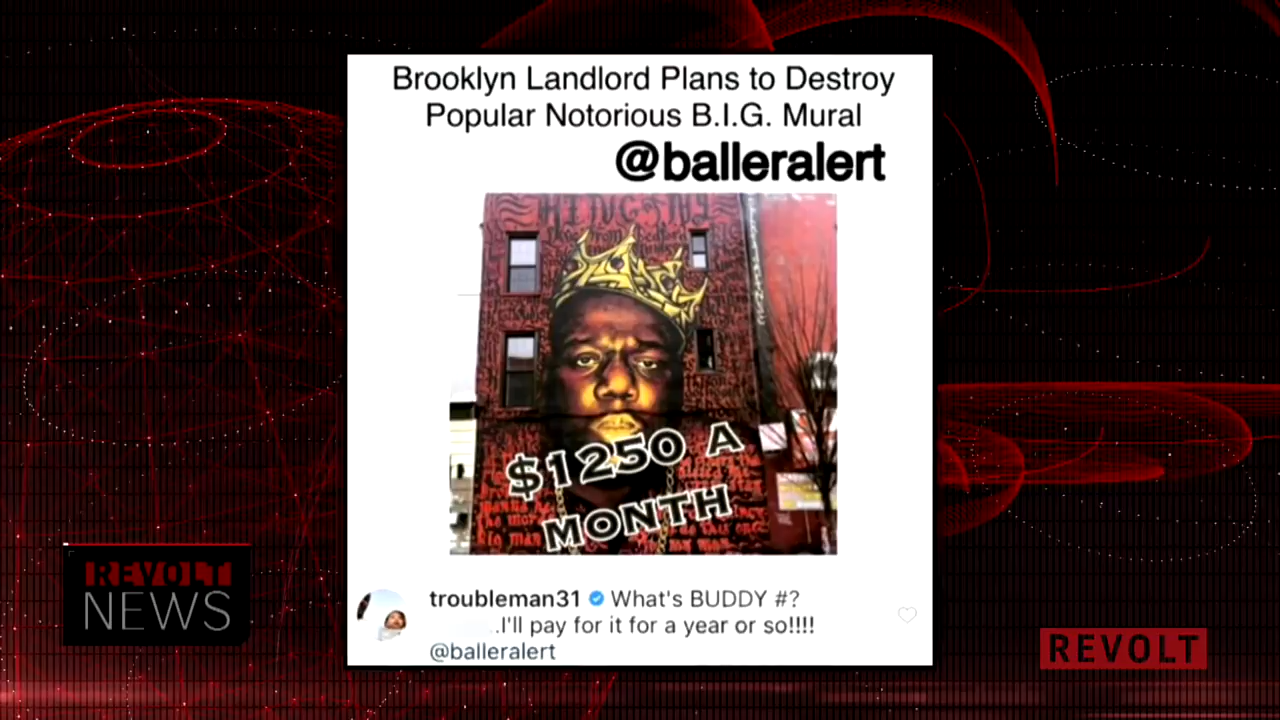 Brooklyn Landlord Plans to Destroy
Popular Notorious B.I.G. Mural
@balleralert
$1250 A
MONTH
troubleman31 What's BUDDY #?
..I'll pay for it for a year or so!!!!
@balleralert
REVOLT
NEWS
REVOLT